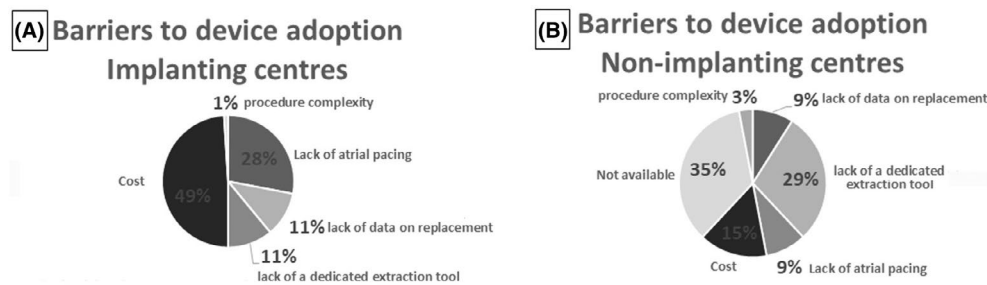 (A) Barriers to device adoption
Implanting centres
1% procedure complexity
28%
Lack of atrial pacing
Cost
49%
11% lack of data on replacement
11%
lack of a dedicated extraction tool
(B) Barriers to device adoption
Non-implanting centres
procedure complexity 3%
9% lack of data on replacement
Not available
35%
29%
lack of a dedicated
extraction tool
15%
Cost
9% Lack of atrial pacing